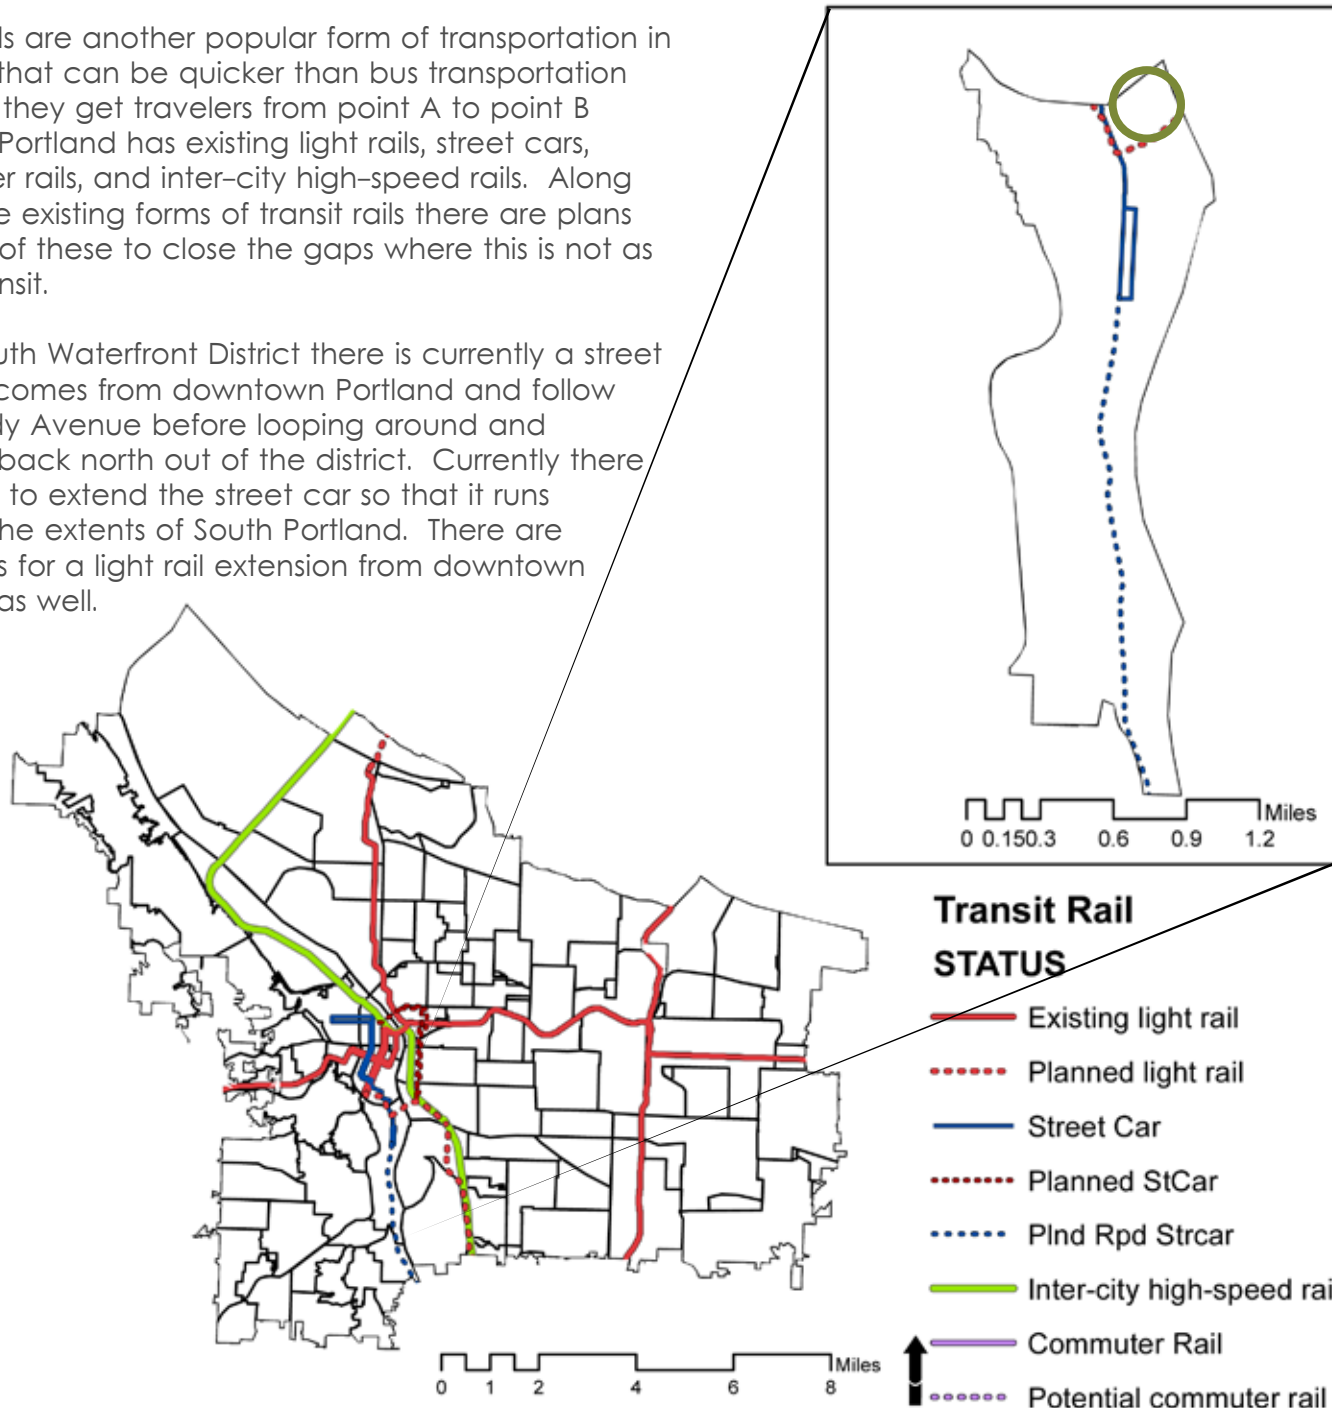 ls are another popular form of transportation in
that can be quicker than bus transportation
they get travelers from point A to point B
Portland has existing light rails, street cars,
er rails, and inter-city high-speed rails. Along
e existing forms of transit rails there are plans
of these to close the gaps where this is not as
nsit.
uth Waterfront District there is currently a street
comes from downtown Portland and follow
dy Avenue before looping around and
back north out of the district. Currently there
to extend the street car so that it runs
he extents of South Portland. There are
s for a light rail extension from downtown
as well.
Miles
0 0.150.3 0.6 0.9 1.2
Transit Rail
STATUS
Existing light rail
Planned light rail
Street Car
Planned StCar
Plnd Rpd Strcar
Inter-city high-speed rai
Commuter Rail
Potential commuter rail
Miles
0 1 2 4 6 8